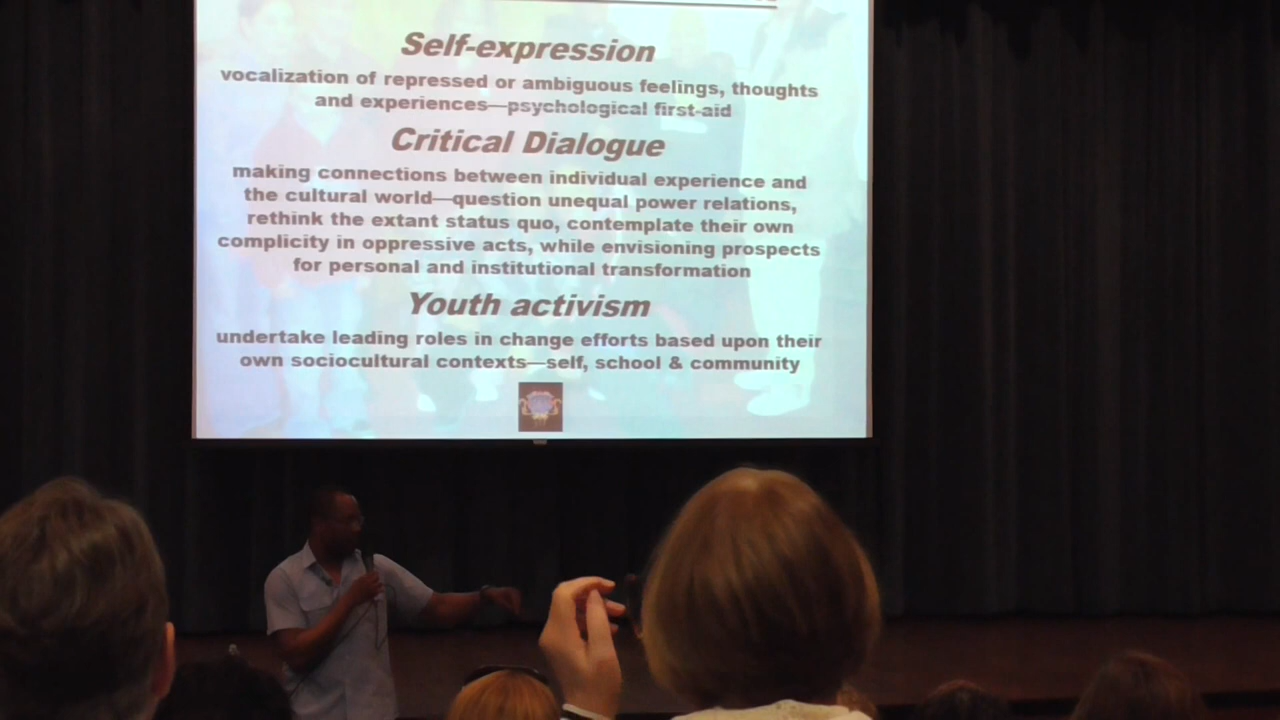 Self-expression
vocalization of repressed or ambiguous feelings, thoughts
and experiences—psychological first-aid
Critical Dialogue
making connections between individual experience and
the cultural world—question unequal power relations,
rethink the extant status quo, contemplate their own
complicity in oppressive acts, while envisioning prospects
for personal and institutional transformation
Youth activism
undertake leading roles in change efforts based upon their
own sociocultural contexts—self, school & community